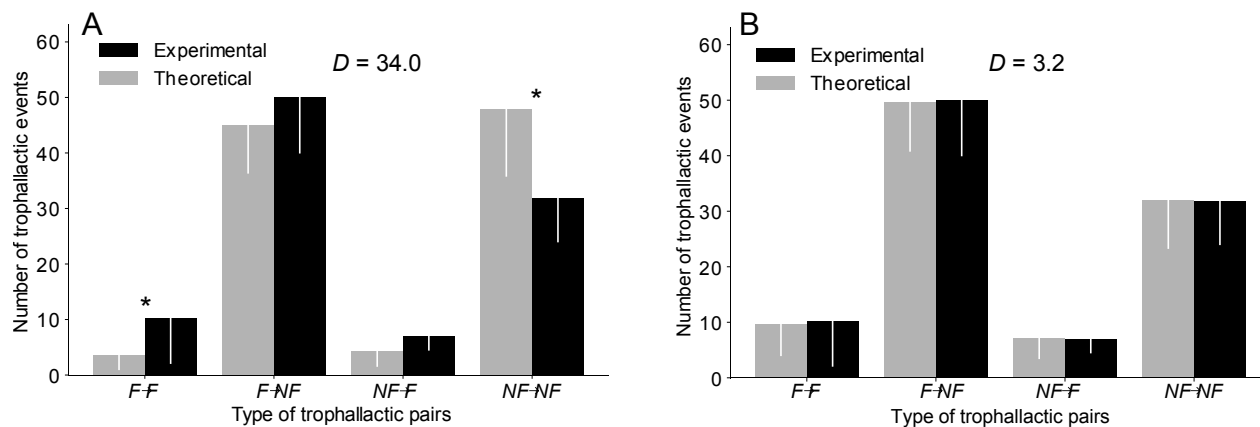 A
Experimental
Theoretical
D = 34.0
*
*
Number of trophallactic events
60
50
40
30
20
10
0
F→F
F→NF
NF→F
NF→NF
Type of trophallactic pairs
B
Experimental
Theoretical
D = 3.2
Number of trophallactic events
60
50
40
30
20
10
0
F→F
F→NF
NF→F
NF→NF
Type of trophallactic pairs